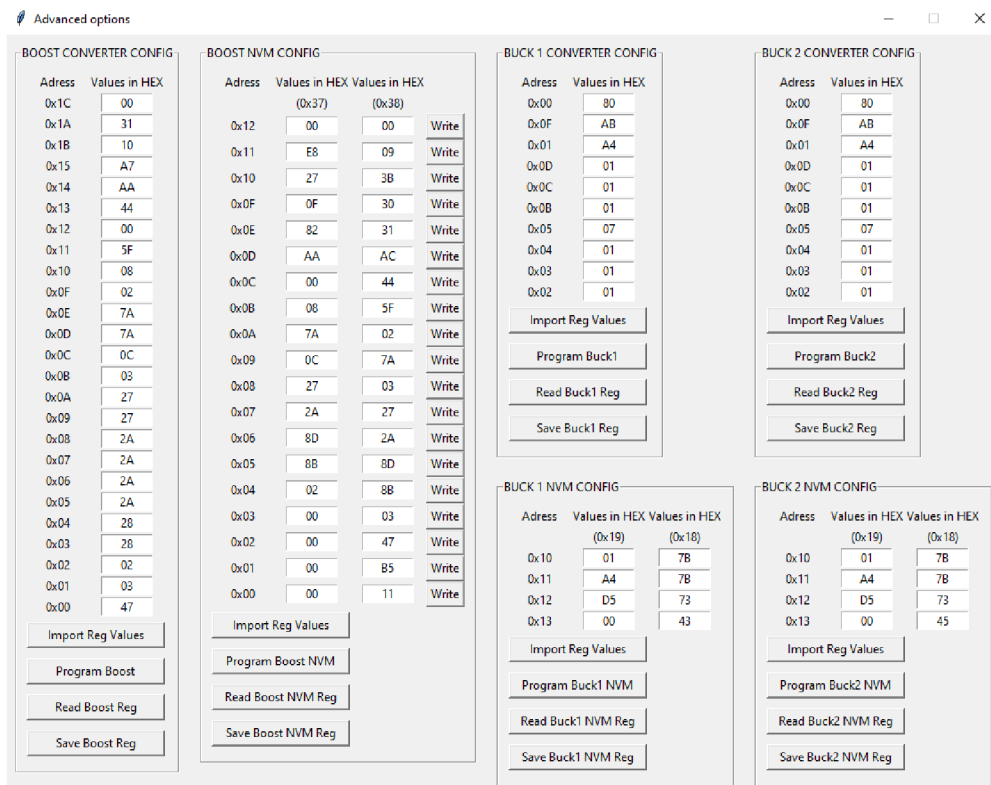 Advanced options
BOOST CONVERTER CONFIG
Adress Values in HEX
0x1C 00
0x1A 31
0x1B 10
0x15 A7
0x14 AA
0x13 44
0x12 00
0x11 5F
0x10 08
0x0F 02
0x0E 7A
0x0D 7A
0x0C 0C
0x0B 03
0x0A 27
0x09 27
0x08 2A
0x07 2A
0x06 2A
0x05 2A
0x04 28
0x03 28
0x02 02
0x01 03
0x00 47
Import Reg Values
Program Boost
Read Boost Reg
Save Boost Reg
BOOST NVM CONFIG
Adress Values in HEX Values in HEX
(0x37) (0x38)
0x12 00 00 Write
0x11 E8 09 Write
0x10 27 3B Write
0x0F 0F 30 Write
0x0E 82 31 Write
0x0D AA AC Write
0x0C 00 44 Write
0x0B 08 5F Write
0x0A 7A 02 Write
0x09 0C 7A Write
0x08 27 03 Write
0x07 2A 27 Write
0x06 8D 2A Write
0x05 8B 8D Write
0x04 02 8B Write
0x03 00 03 Write
0x02 00 47 Write
0x01 00 B5 Write
0x00 00 11 Write
Import Reg Values
Program Boost NVM
Read Boost NVM Reg
Save Boost NVM Reg
BUCK 1 CONVERTER CONFIG
Adress Values in HEX
0x00 80
0x0F AB
0x01 A4
0x0D 01
0x0C 01
0x0B 01
0x05 07
0x04 01
0x03 01
0x02 01
Import Reg Values
Program Buck1
Read Buck1 Reg
Save Buck1 Reg
BUCK 2 CONVERTER CONFIG
Adress Values in HEX
0x00 80
0x0F AB
0x01 A4
0x0D 01
0x0C 01
0x0B 01
0x05 07
0x04 01
0x03 01
0x02 01
Import Reg Values
Program Buck2
Read Buck2 Reg
Save Buck2 Reg
BUCK 1 NVM CONFIG
Adress Values in HEX Values in HEX
(0x19) (0x18)
0x10 01 7B
0x11 A4 7B
0x12 D5 73
0x13 00 43
Import Reg Values
Program Buck1 NVM
Read Buck1 NVM Reg
Save Buck1 NVM Reg
BUCK 2 NVM CONFIG
Adress Values in HEX Values in HEX
(0x19) (0x18)
0x10 01 7B
0x11 A4 7B
0x12 D5 73
0x13 00 45
Import Reg Values
Program Buck2 NVM
Read Buck2 NVM Reg
Save Buck2 NVM Reg